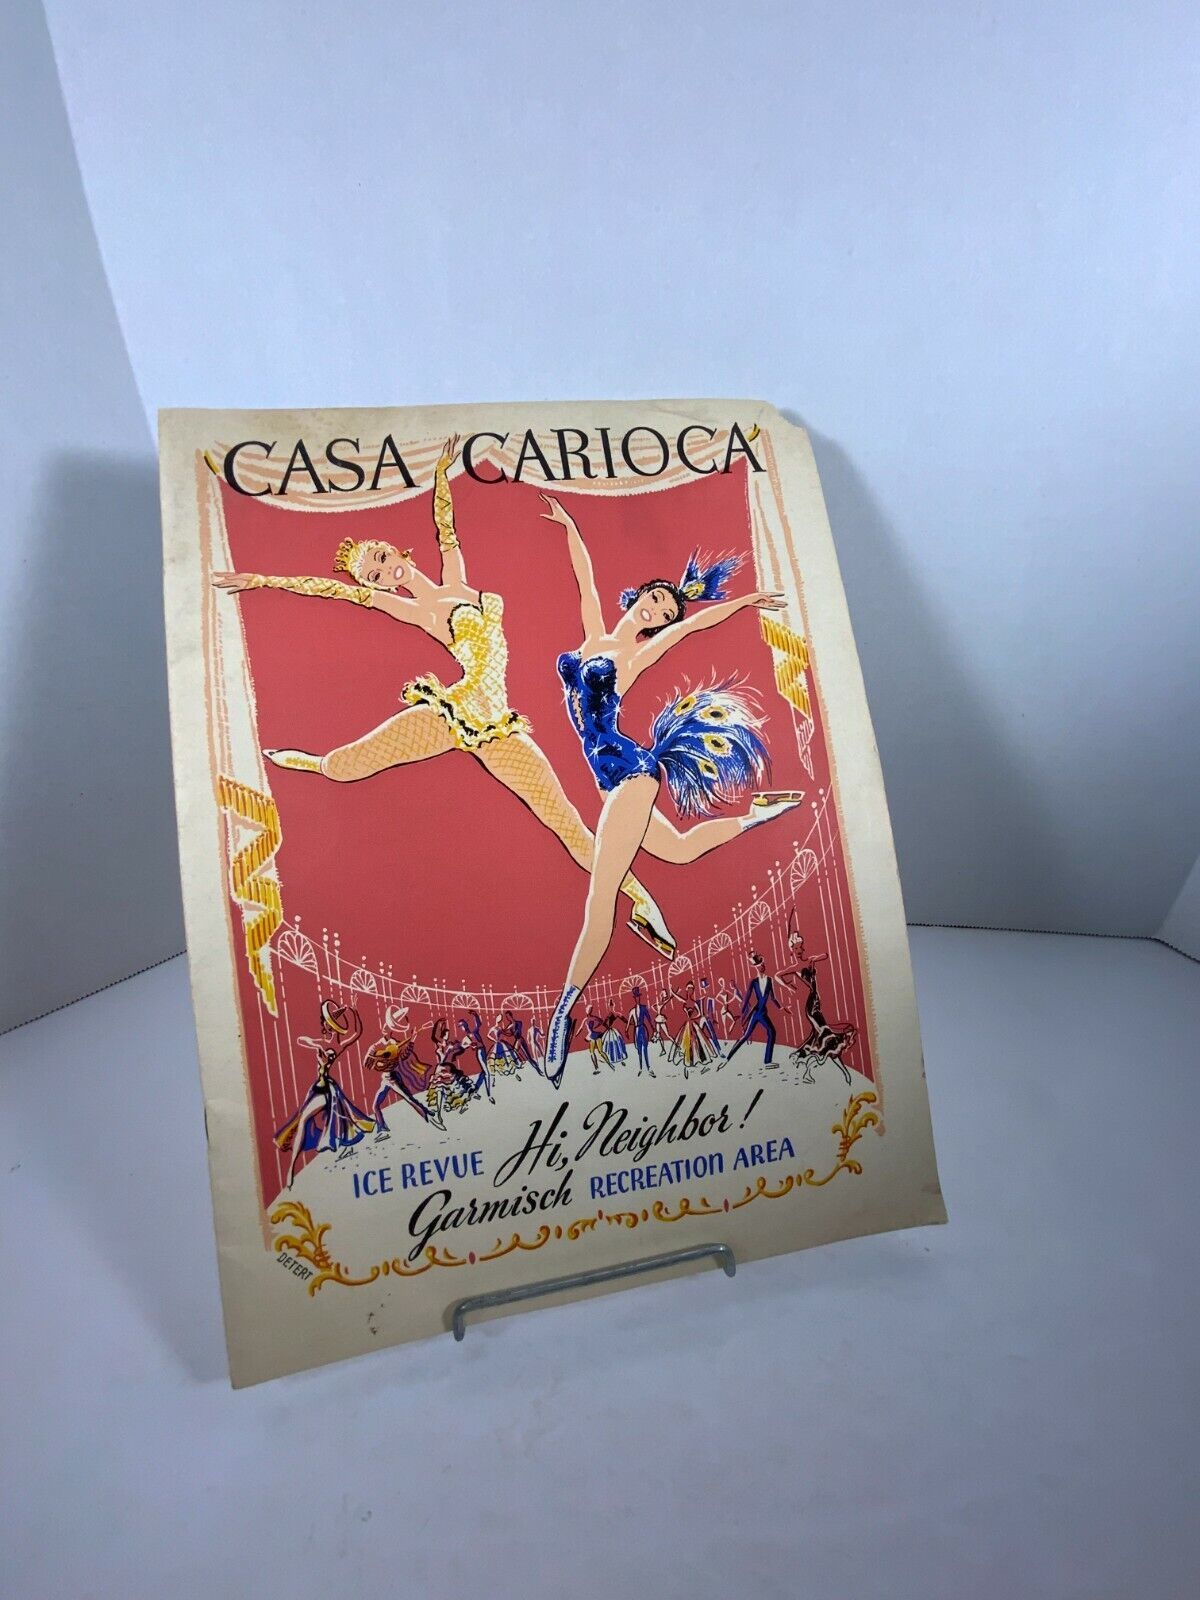 CASA CARIOCA
ICE REVUE Hi, Neighbor!
Garmisch RECREATION AREA
DETERT